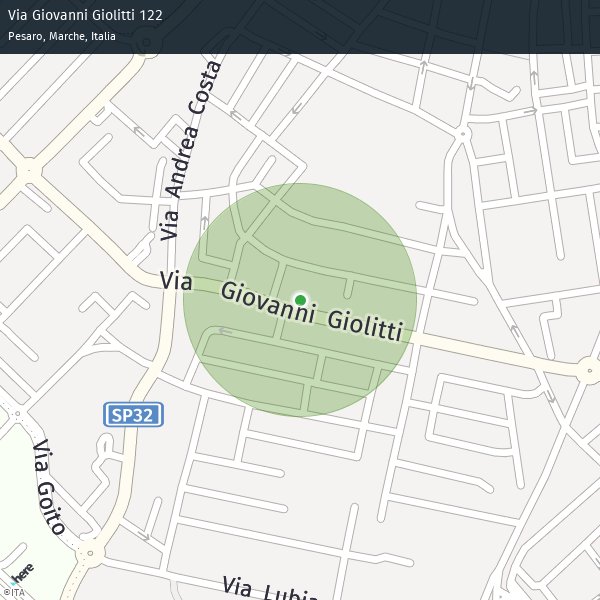 Via Giovanni Giolitti 122
Pesaro, Marche, Italia
Via Andrea Costa
Via Giovanni Giolitti
SP32
Via Goito
Via Lubia
here
©ITA